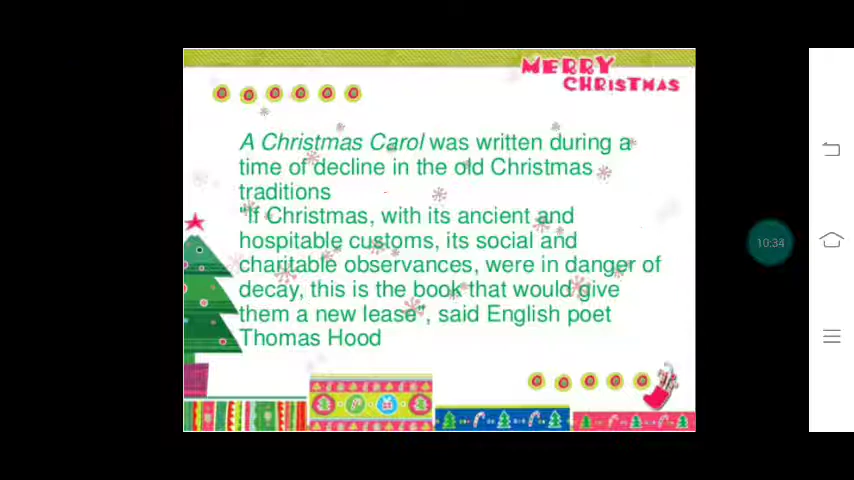 MERRY
CHRISTMAS
A Christmas Carol was written during a
time of decline in the old Christmas
traditions
"If Christmas, with its ancient and
hospitable customs, its social and
charitable observances, were in danger of
decay, this is the book that would give
them a new lease", said English poet
Thomas Hood
10:34